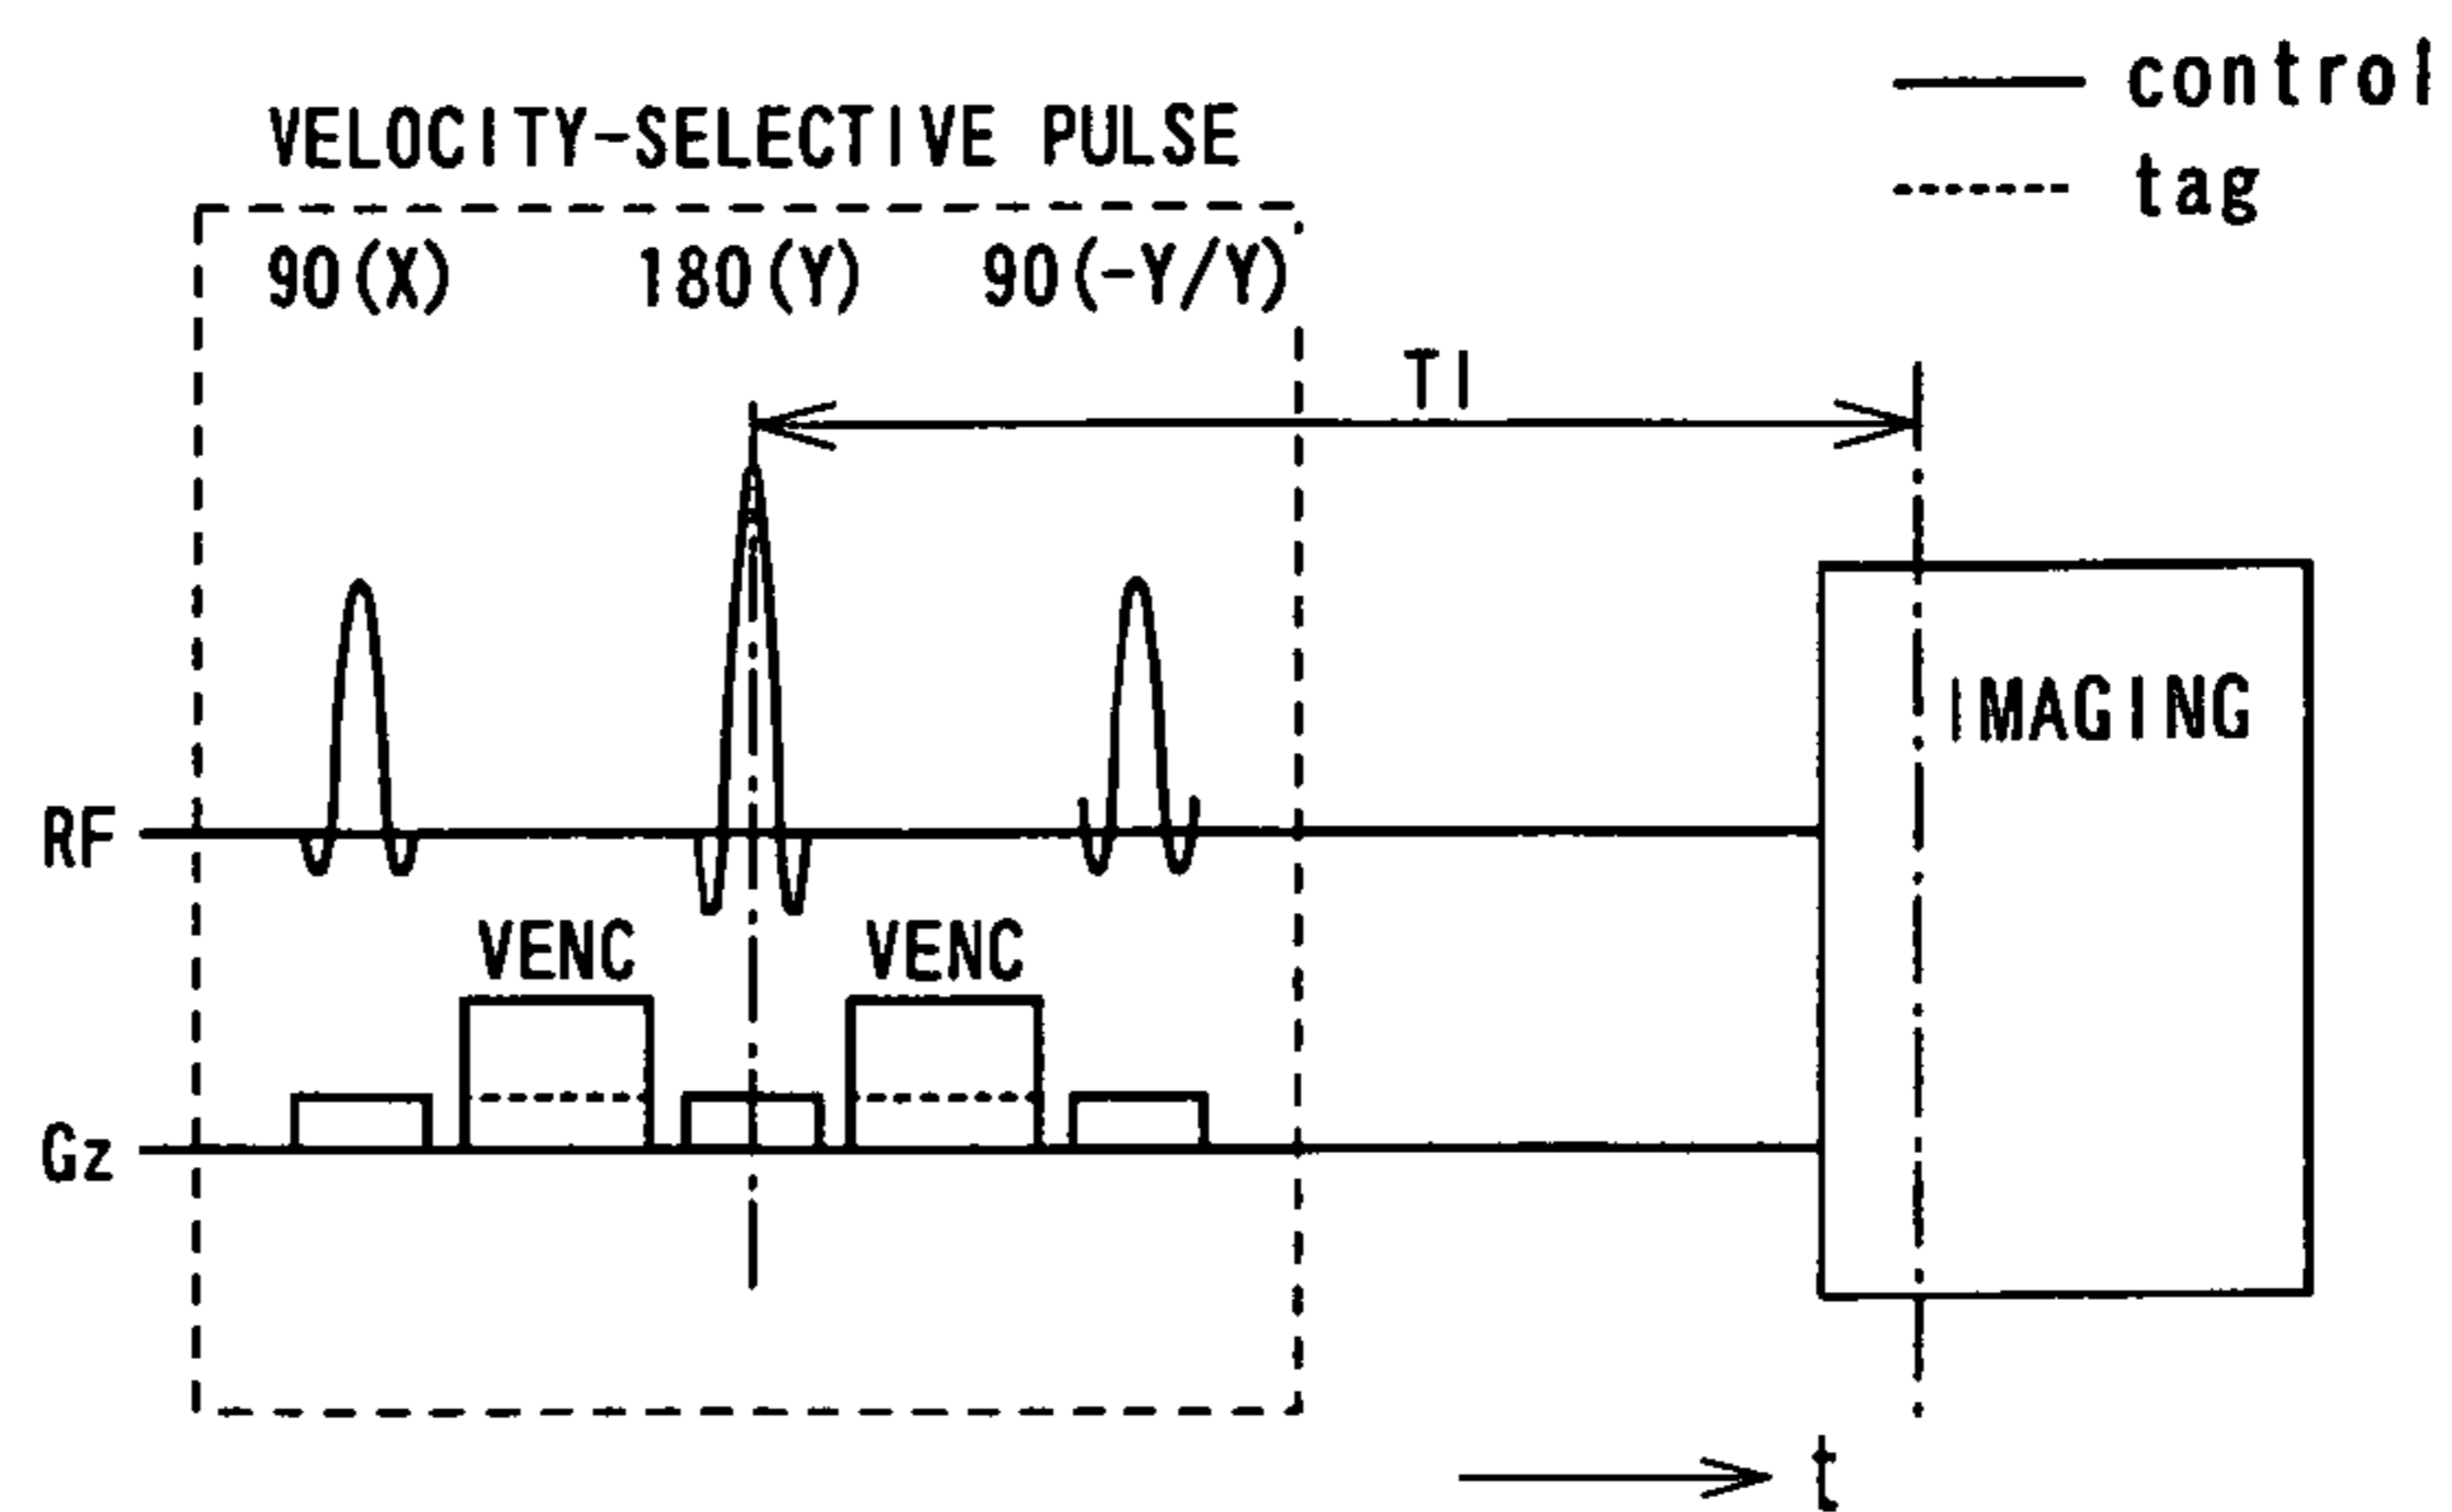 control
tag
VELOCITY-SELECTIVE PULSE
90(X) 180(Y) 90(-Y/Y)
TI
IMAGING
RF
VENC VENC
Gz
t